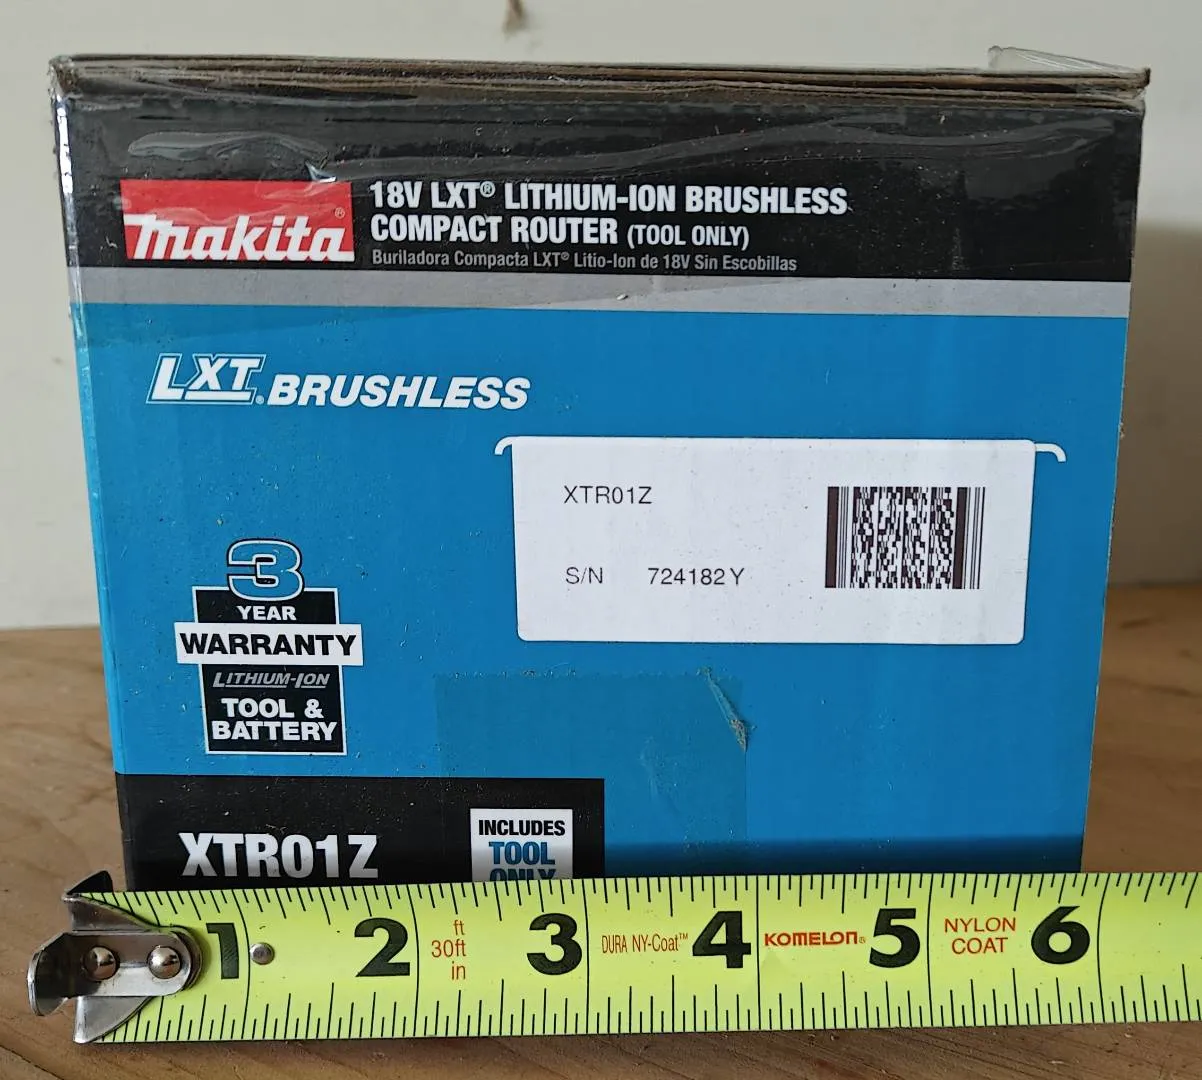 makita®
18V LXT® LITHIUM-ION BRUSHLESS
COMPACT ROUTER (TOOL ONLY)
Buriladora Compacta LXT® Litio-Ion de 18V Sin Escobillas
LXT® BRUSHLESS
XTR01Z
S/N 724182Y
3
YEAR
WARRANTY
LITHIUM-ION
TOOL &
BATTERY
XTR01Z
INCLUDES
TOOL
ONLY
1 2 3 4 5 6
ft
30ft
in
DURA NY-Coat™
KOMELON®
NYLON
COAT